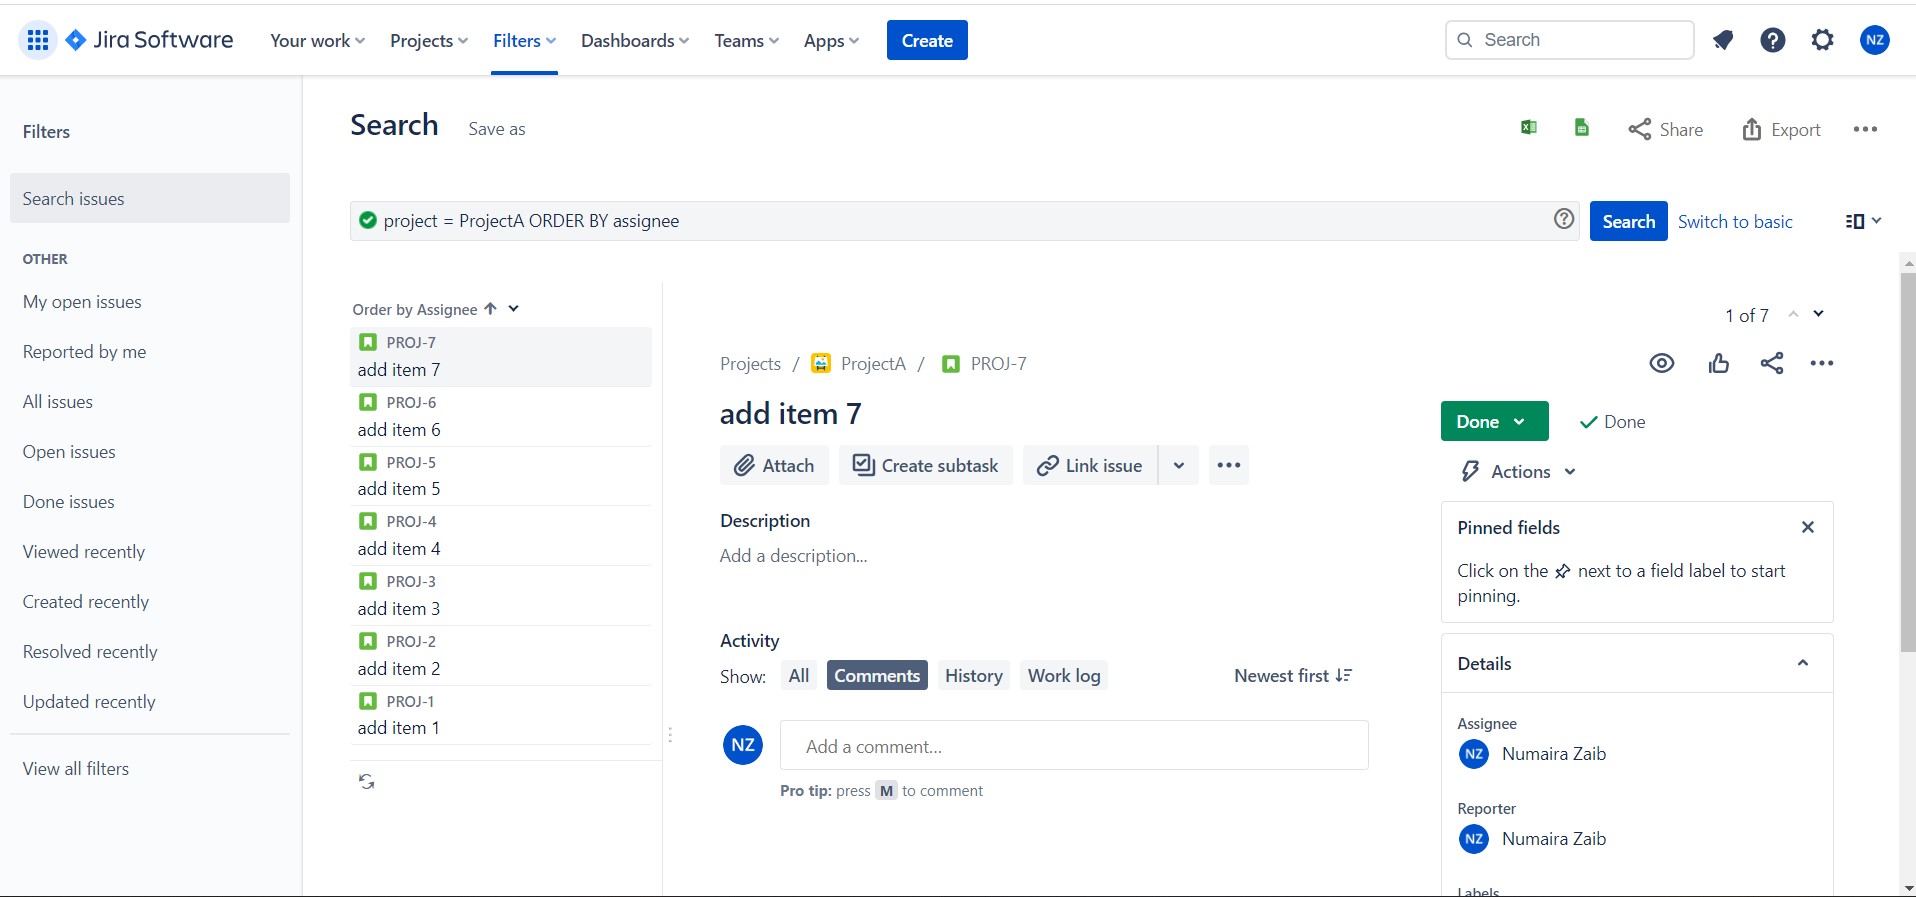 Jira Software
Your work
Projects
Filters
Dashboards
Teams
Apps
Create
Search
NZ
Filters
Search issues
OTHER
My open issues
Reported by me
All issues
Open issues
Done issues
Viewed recently
Created recently
Resolved recently
Updated recently
View all filters
Search
Save as
Share
Export
project = ProjectA ORDER BY assignee
Search
Switch to basic
Order by Assignee
PROJ-7
add item 7
PROJ-6
add item 6
PROJ-5
add item 5
PROJ-4
add item 4
PROJ-3
add item 3
PROJ-2
add item 2
PROJ-1
add item 1
1 of 7
Projects / ProjectA / PROJ-7
add item 7
Attach
Create subtask
Link issue
Description
Add a description...
Activity
Show: All Comments History Work log
Newest first
NZ
Add a comment...
Pro tip: press M to comment
Done
Done
Actions
Pinned fields
Click on the next to a field label to start
pinning.
Details
Assignee
NZ Numaira Zaib
Reporter
NZ Numaira Zaib
Labels